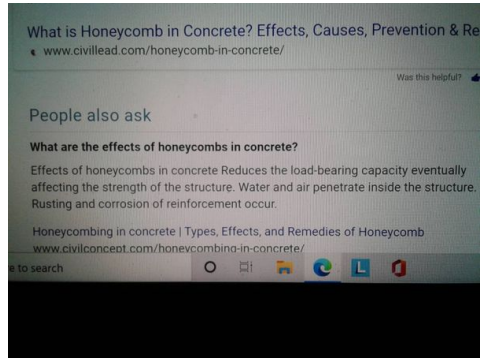 What is Honeycomb in Concrete? Effects, Causes, Prevention & Re
www.civillead.com/honeycomb-in-concrete/
Was this helpful?
People also ask
What are the effects of honeycombs in concrete?
Effects of honeycombs in concrete Reduces the load-bearing capacity eventually
affecting the strength of the structure. Water and air penetrate inside the structure.
Rusting and corrosion of reinforcement occur.
Honeycombing in concrete | Types, Effects, and Remedies of Honeycomb
www.civilconcept.com/honeycombing-in-concrete/
e to search
L